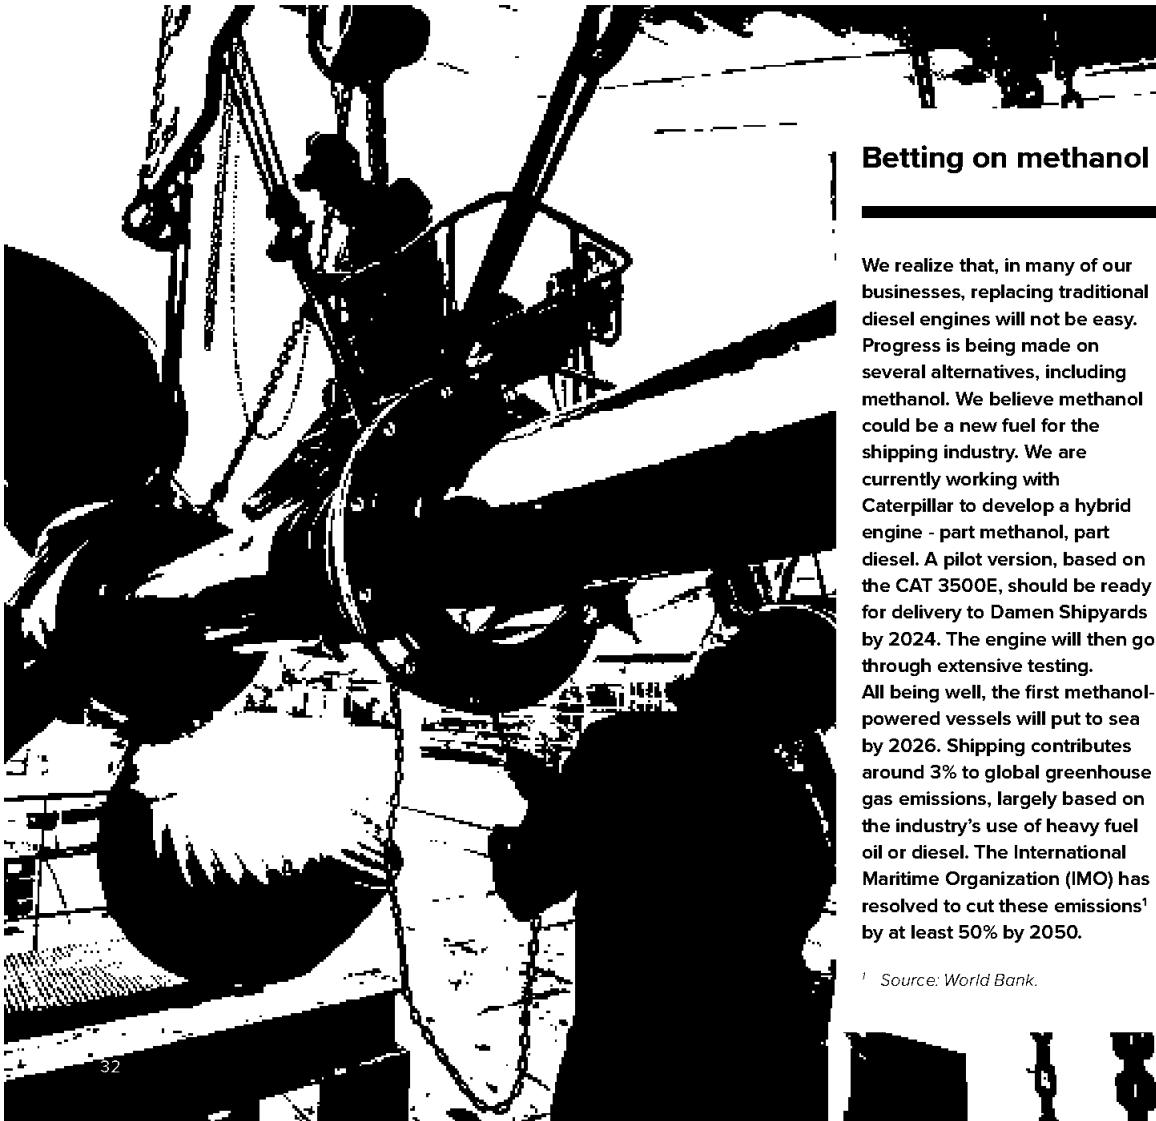 Betting on methanol
We realize that, in many of our
businesses, replacing traditional
diesel engines will not be easy.
Progress is being made on
several alternatives, including
methanol. We believe methanol
could be a new fuel for the
shipping industry. We are
currently working with
Caterpillar to develop a hybrid
engine - part methanol, part
diesel. A pilot version, based on
the CAT 3500E, should be ready
for delivery to Damen Shipyards
by 2024. The engine will then go
through extensive testing.
All being well, the first methanol-
powered vessels will put to sea
by 2026. Shipping contributes
around 3% to global greenhouse
gas emissions, largely based on
the industry’s use of heavy fuel
oil or diesel. The International
Maritime Organization (IMO) has
resolved to cut these emissions¹
by at least 50% by 2050.
¹ Source: World Bank.
32